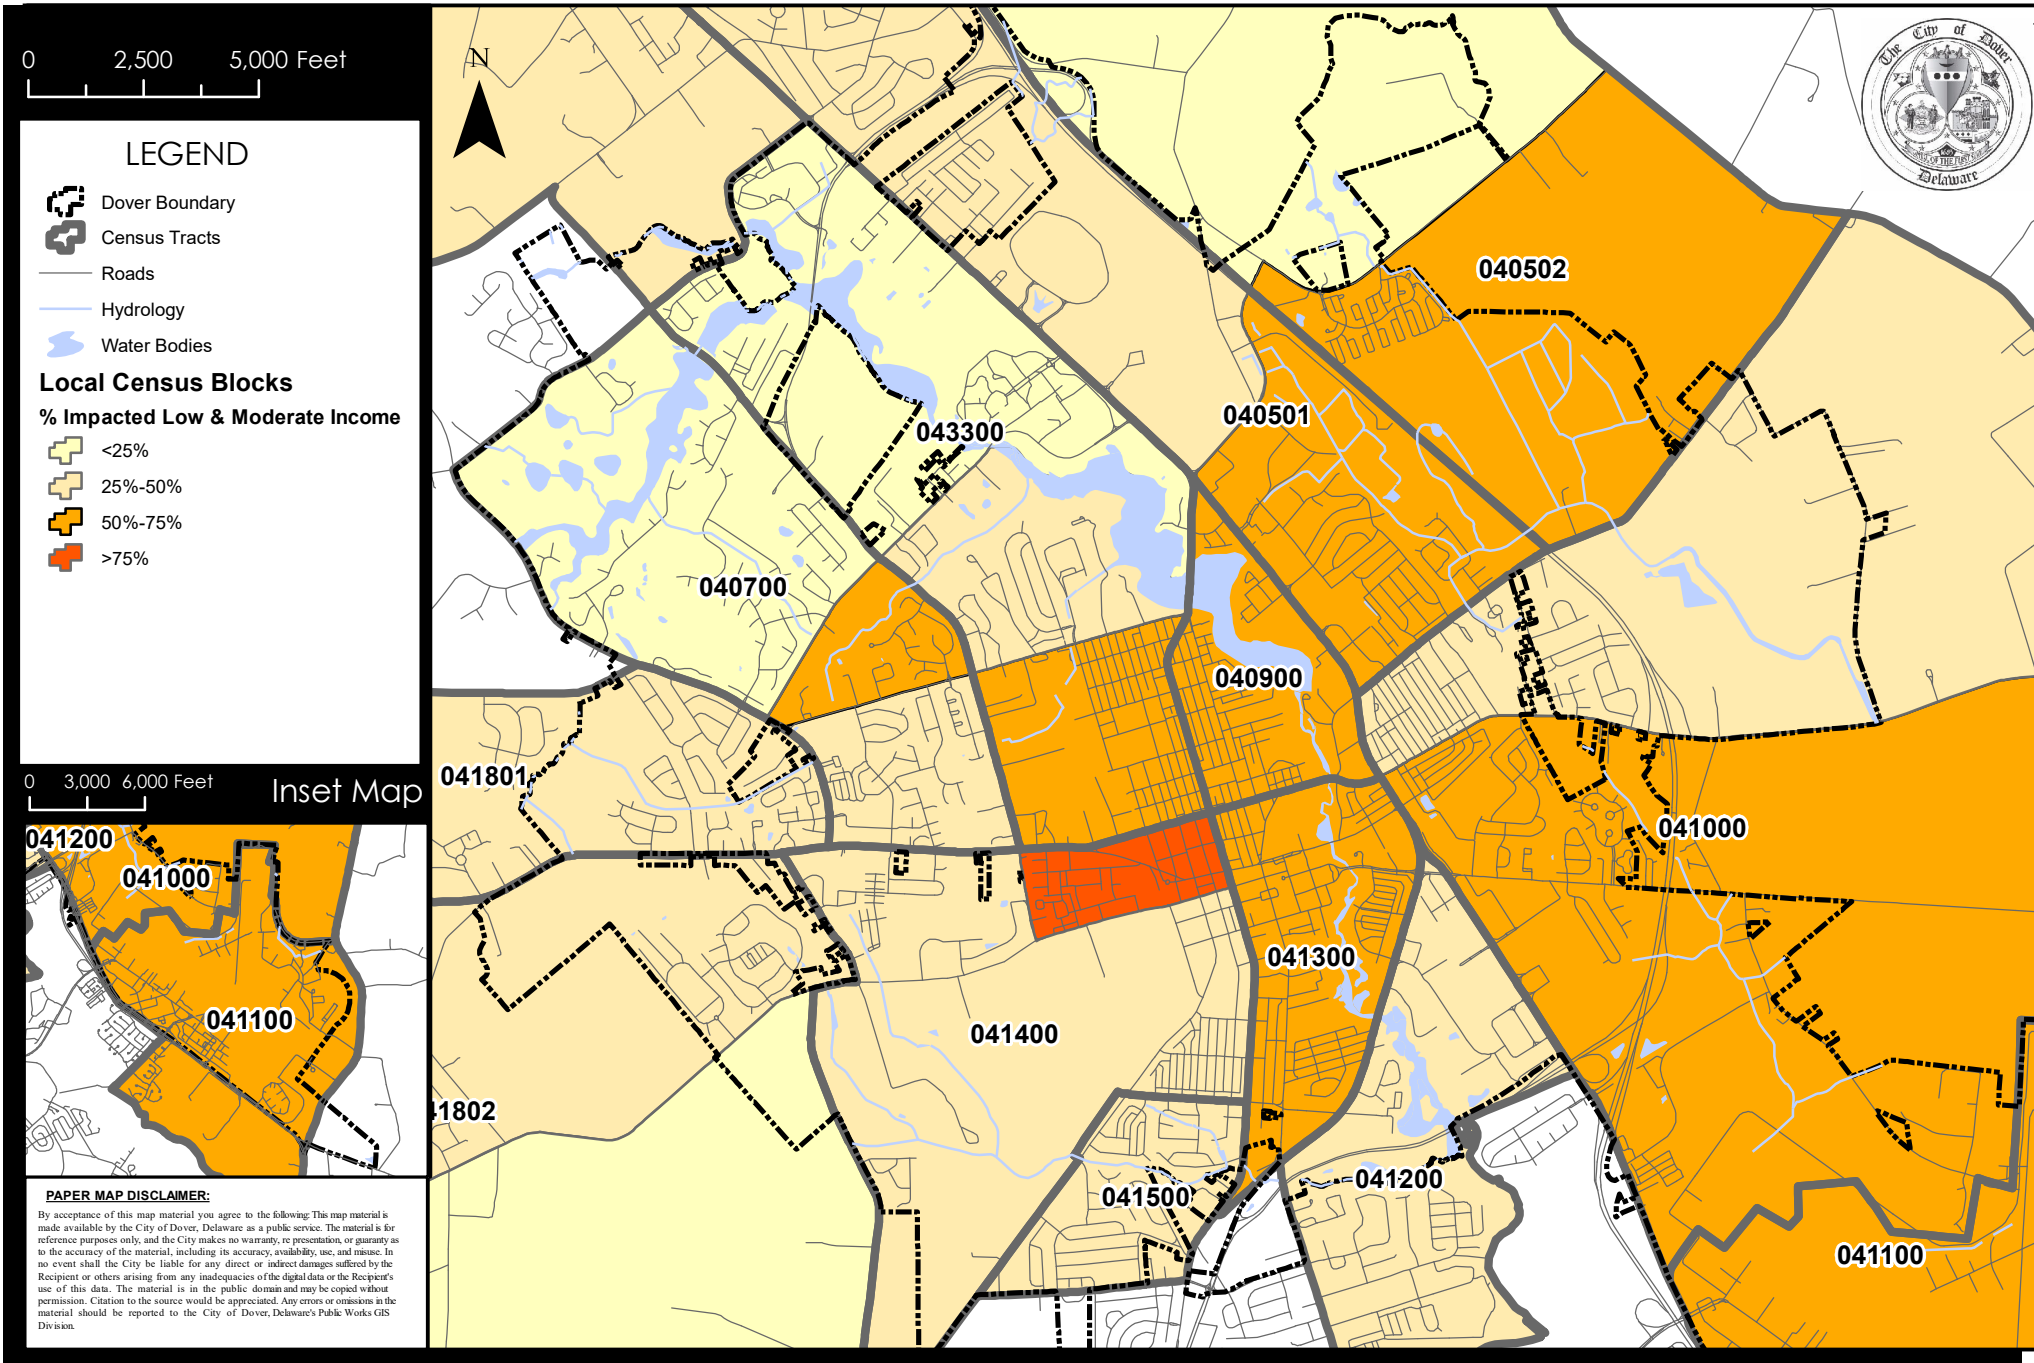 0 2,500 5,000 Feet
LEGEND
Dover Boundary
Census Tracts
Roads
Hydrology
Water Bodies
Local Census Blocks
% Impacted Low & Moderate Income
<25%
25%-50%
50%-75%
>75%
0 3,000 6,000 Feet
Inset Map
041200
041000
041100
PAPER MAP DISCLAIMER:
By acceptance of this map material you agree to the following: This map material is
made available by the City of Dover, Delaware as a public service. The material is for
reference purposes only, and the City makes no warranty, re presentation, or guaranty as
to the accuracy of the material, including its accuracy, availability, use, and misuse. In
no event shall the City be liable for any direct or indirect damages suffered by the
Recipient or others arising from any inadequacies of the digital data or the Recipient's
use of this data. The material is in the public domain and may be copied without
permission. Citation to the source would be appreciated. Any errors or omissions in the
material should be reported to the City of Dover, Delaware's Public Works GIS
Division.
N
The City of Dover
Delaware
040502
040501
043300
040700
040900
041801
041000
041300
041400
41802
041500
041200
041100